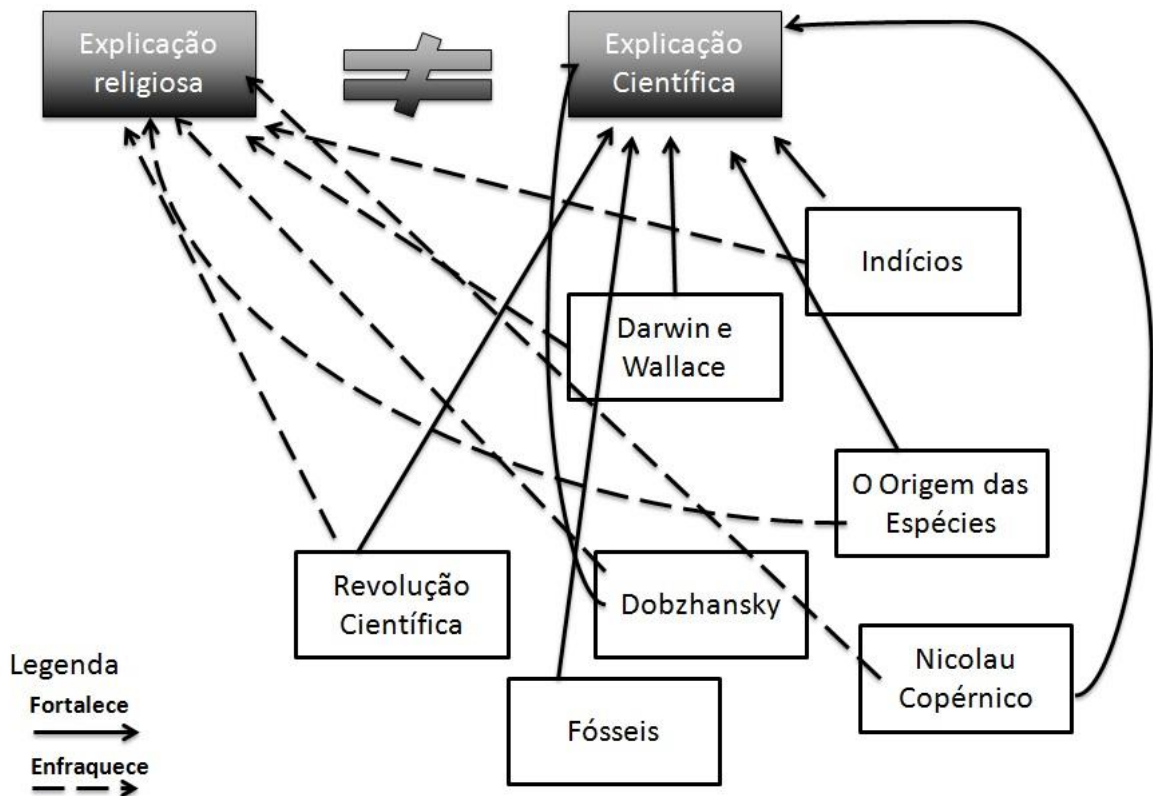 Explicação
religiosa
Explicação
Científica
Indícios
Darwin e
Wallace
O Origem das
Espécies
Revolução
Científica
Dobzhansky
Nicolau
Copérnico
Fósseis
Legenda
Fortalece
Enfraquece